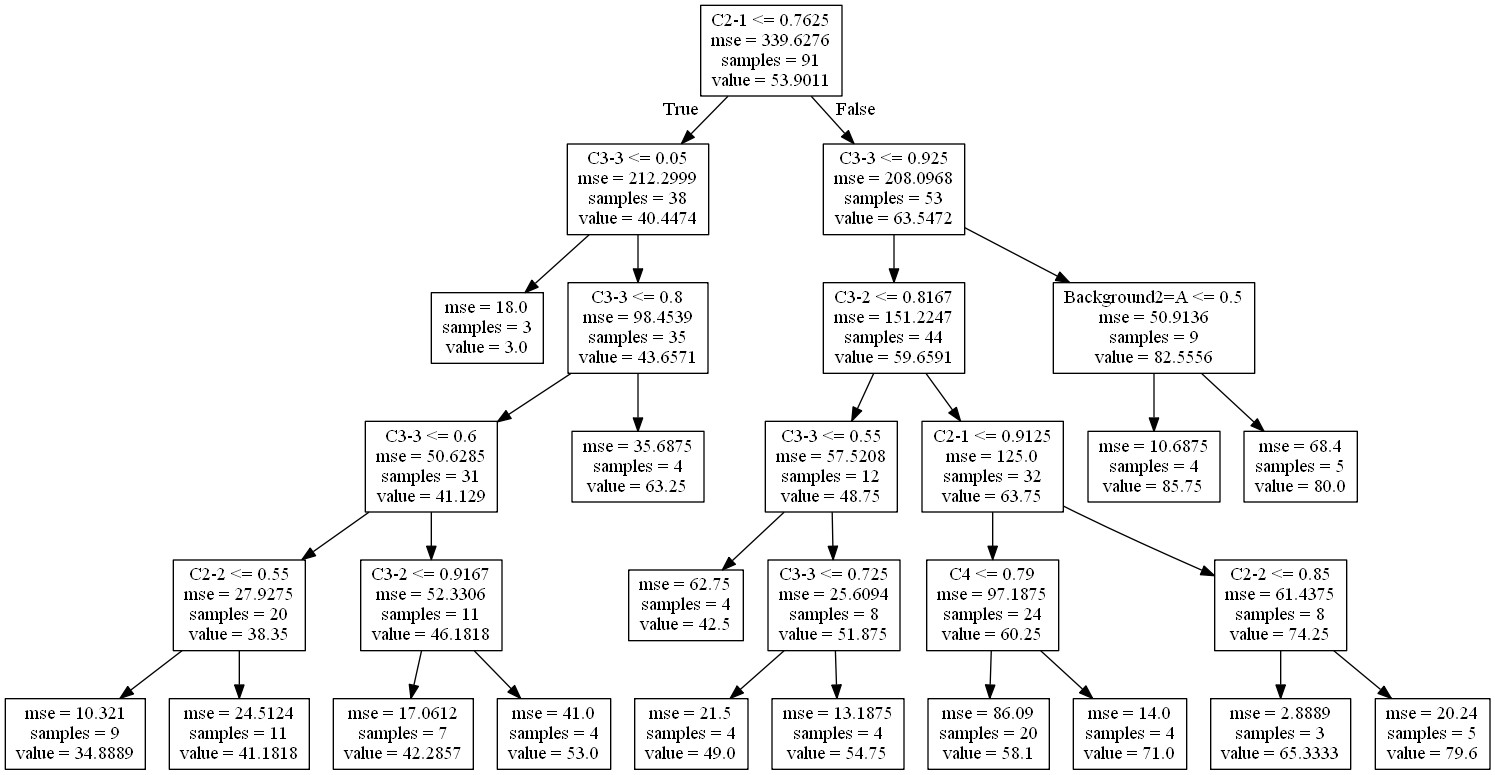 C2-1 <= 0.7625
mse = 339.6276
samples = 91
value = 53.9011
True
False
C3-3 <= 0.05
mse = 212.2999
samples = 38
value = 40.4474
C3-3 <= 0.925
mse = 208.0968
samples = 53
value = 63.5472
mse = 18.0
samples = 3
value = 3.0
C3-3 <= 0.8
mse = 98.4539
samples = 35
value = 43.6571
C3-2 <= 0.8167
mse = 151.2247
samples = 44
value = 59.6591
Background2=A <= 0.5
mse = 50.9136
samples = 9
value = 82.5556
C3-3 <= 0.6
mse = 50.6285
samples = 31
value = 41.129
mse = 35.6875
samples = 4
value = 63.25
C3-3 <= 0.55
mse = 57.5208
samples = 12
value = 48.75
C2-1 <= 0.9125
mse = 125.0
samples = 32
value = 63.75
mse = 10.6875
samples = 4
value = 85.75
mse = 68.4
samples = 5
value = 80.0
C2-2 <= 0.55
mse = 27.9275
samples = 20
value = 38.35
C3-2 <= 0.9167
mse = 52.3306
samples = 11
value = 46.1818
mse = 62.75
samples = 4
value = 42.5
C3-3 <= 0.725
mse = 25.6094
samples = 8
value = 51.875
C4 <= 0.79
mse = 97.1875
samples = 24
value = 60.25
C2-2 <= 0.85
mse = 61.4375
samples = 8
value = 74.25
mse = 10.321
samples = 9
value = 34.8889
mse = 24.5124
samples = 11
value = 41.1818
mse = 17.0612
samples = 7
value = 42.2857
mse = 41.0
samples = 4
value = 53.0
mse = 21.5
samples = 4
value = 49.0
mse = 13.1875
samples = 4
value = 54.75
mse = 86.09
samples = 20
value = 58.1
mse = 14.0
samples = 4
value = 71.0
mse = 2.8889
samples = 3
value = 65.3333
mse = 20.24
samples = 5
value = 79.6